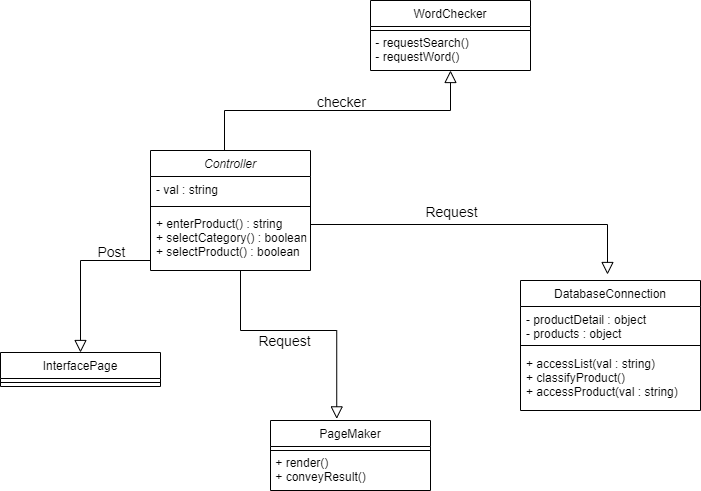 WordChecker
- requestSearch()
- requestWord()
checker
Controller
- val : string
+ enterProduct() : string
+ selectCategory() : boolean
+ selectProduct() : boolean
Request
Post
DatabaseConnection
- productDetail : object
- products : object
+ accessList(val : string)
+ classifyProduct()
+ accessProduct(val : string)
Request
InterfacePage
PageMaker
+ render()
+ conveyResult()